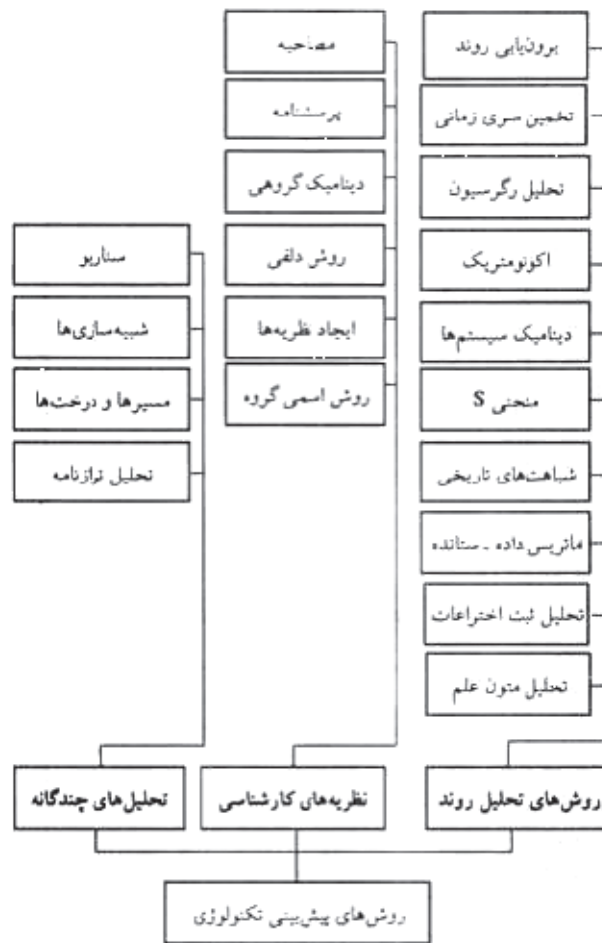 برون‌یابی روند
تخمین سری زمانی
تحلیل رگرسیون
اکونومتریک
دینامیک سیستم‌ها
منحنی S
شباهت‌های تاریخی
ماتریس داده ـ ستانده
تحلیل ثبت اختراعات
تحلیل متون علم
روش‌های تحلیل روند
مصاحبه
پرسشنامه
دینامیک گروهی
روش دلفی
ایجاد نظریه‌ها
روش اسمی گروه
نظریه‌های کارشناسی
سناریو
شبیه‌سازی‌ها
مسیرها و درخت‌ها
تحلیل ترازنامه
تحلیل‌های چندگانه
روش‌های پیش‌بینی تکنولوژی